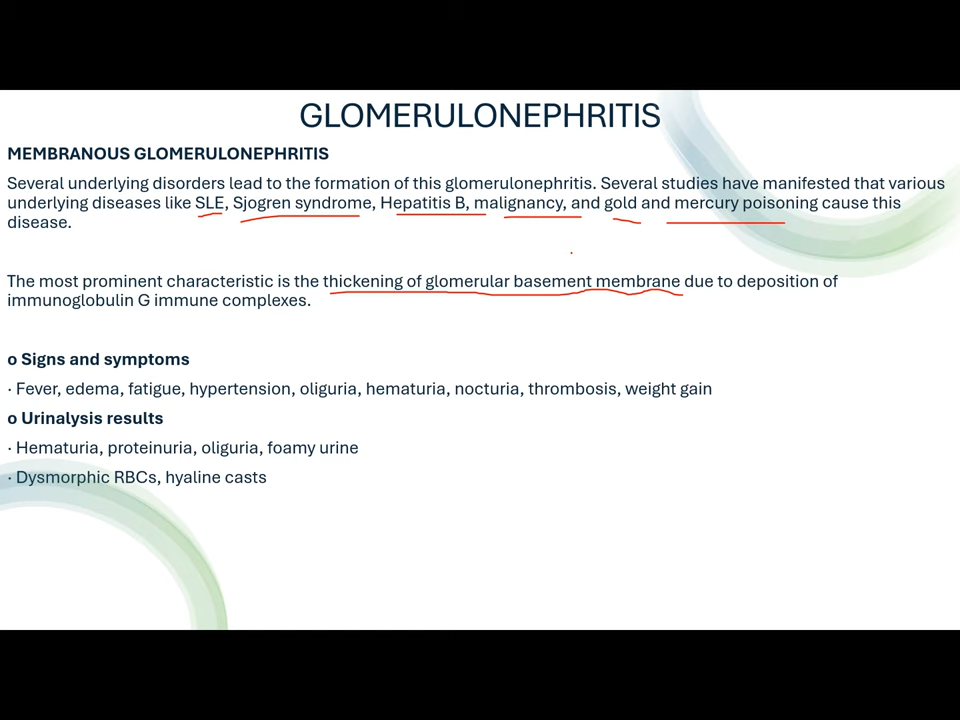 GLOMERULONEPHRITIS
MEMBRANOUS GLOMERULONEPHRITIS
Several underlying disorders lead to the formation of this glomerulonephritis. Several studies have manifested that various
underlying diseases like SLE, Sjogren syndrome, Hepatitis B, malignancy, and gold and mercury poisoning cause this
disease.
The most prominent characteristic is the thickening of glomerular basement membrane due to deposition of
immunoglobulin G immune complexes.
o Signs and symptoms
· Fever, edema, fatigue, hypertension, oliguria, hematuria, nocturia, thrombosis, weight gain
o Urinalysis results
· Hematuria, proteinuria, oliguria, foamy urine
· Dysmorphic RBCs, hyaline casts